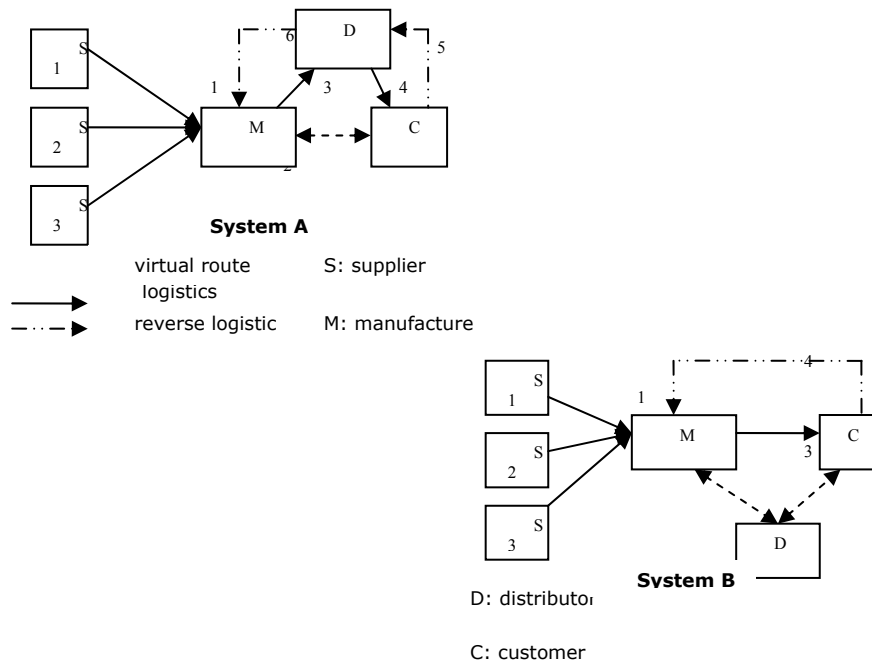 S
1
S
2
S
3
D
6
5
1
3
4
M
C
2
System A
virtual route
logistics
S: supplier
reverse logistic
M: manufacture
S
1
S
2
S
3
4
1
M
C
3
D
System B
D: distributor
C: customer